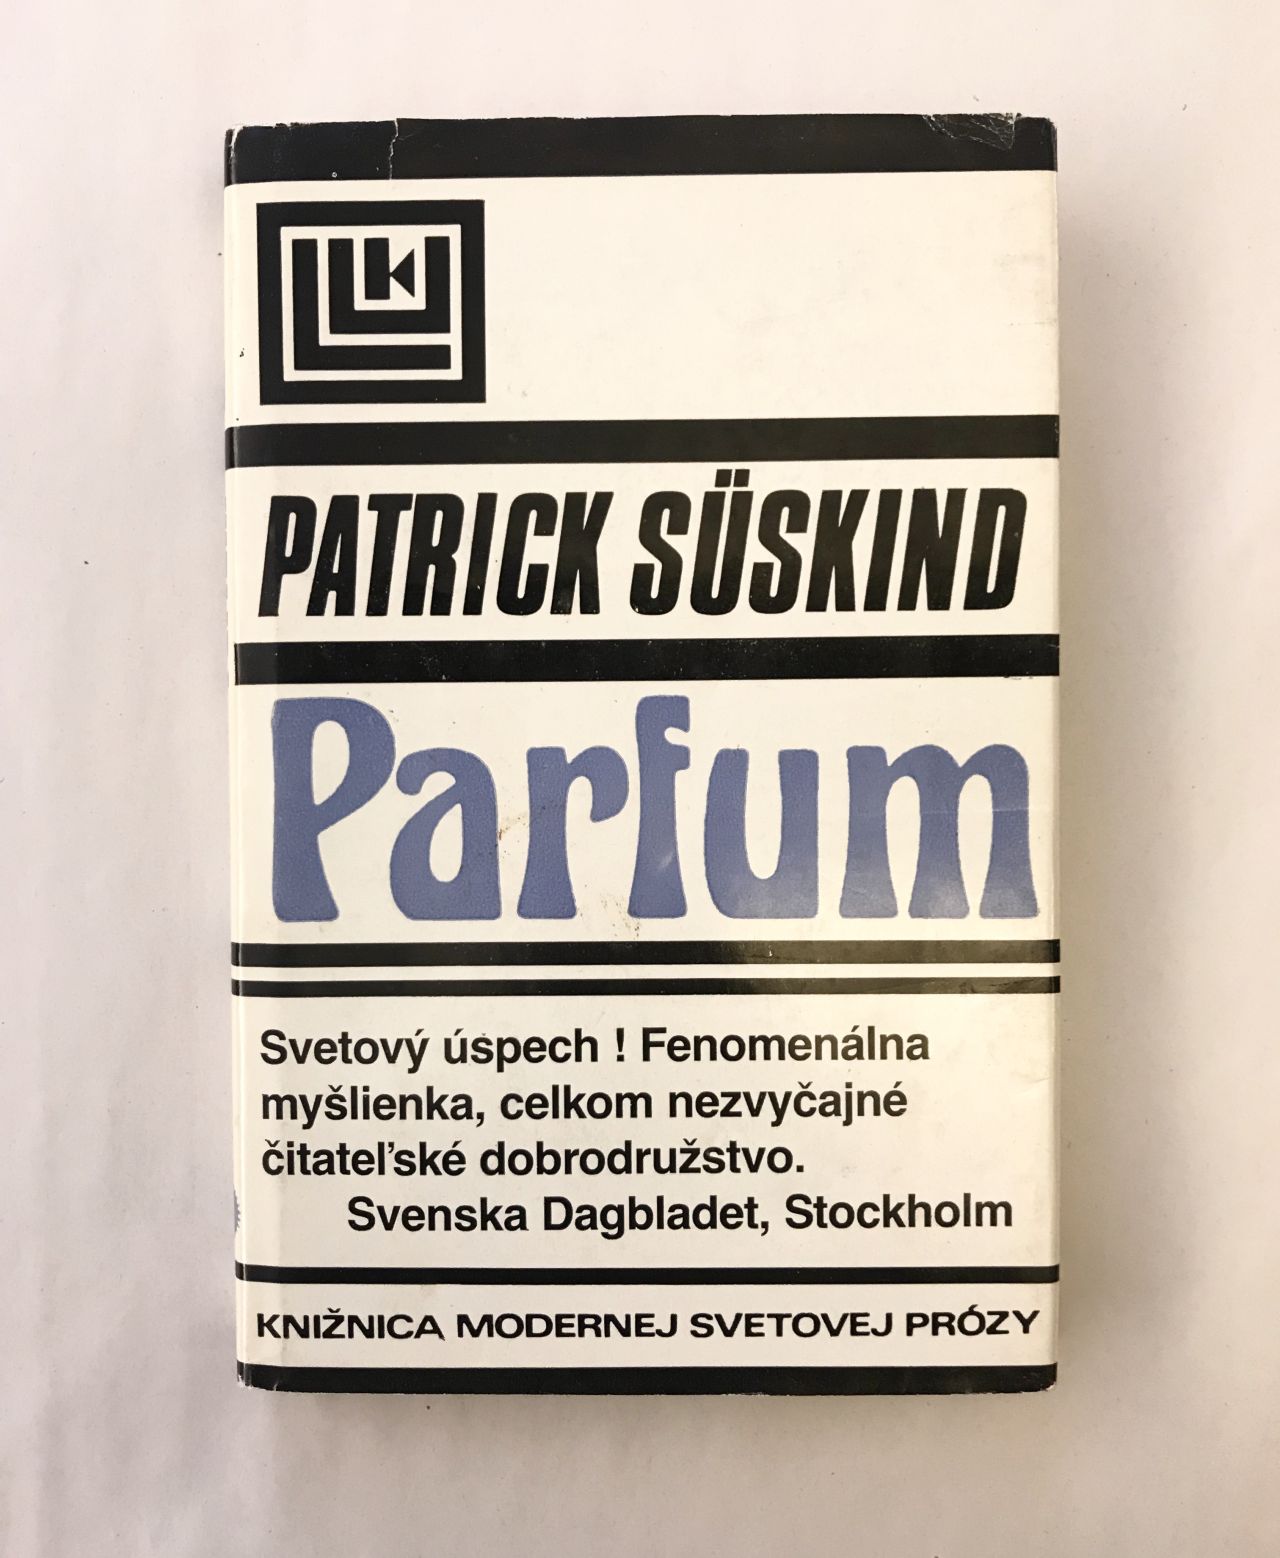 PATRICK SÜSKIND
Parfum
Svetový úspech ! Fenomenálna
myšlienka, celkom nezvyčajné
čitateľské dobrodružstvo.
Svenska Dagbladet, Stockholm
KNIŽNICA MODERNEJ SVETOVEJ PRÓZY